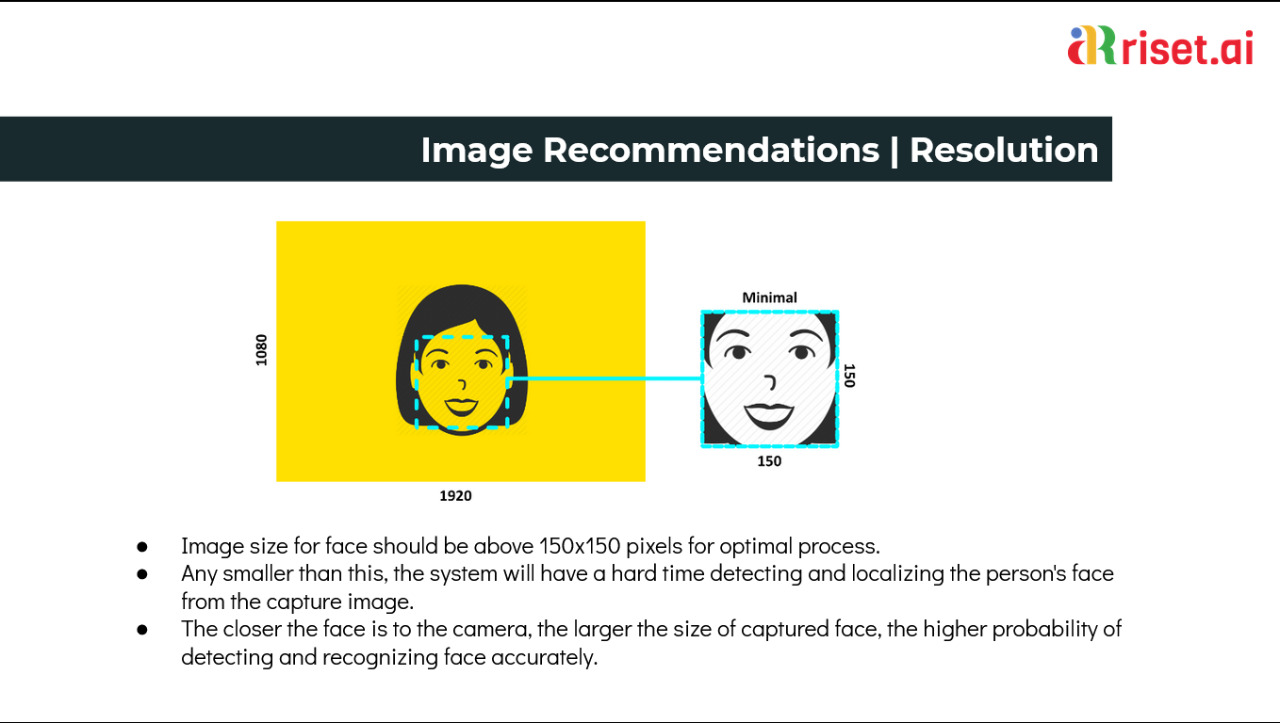 riset.ai
Image Recommendations | Resolution
Minimal
1080
150
150
1920
● Image size for face should be above 150x150 pixels for optimal process.
● Any smaller than this, the system will have a hard time detecting and localizing the person's face
from the capture image.
● The closer the face is to the camera, the larger the size of captured face, the higher probability of
detecting and recognizing face accurately.